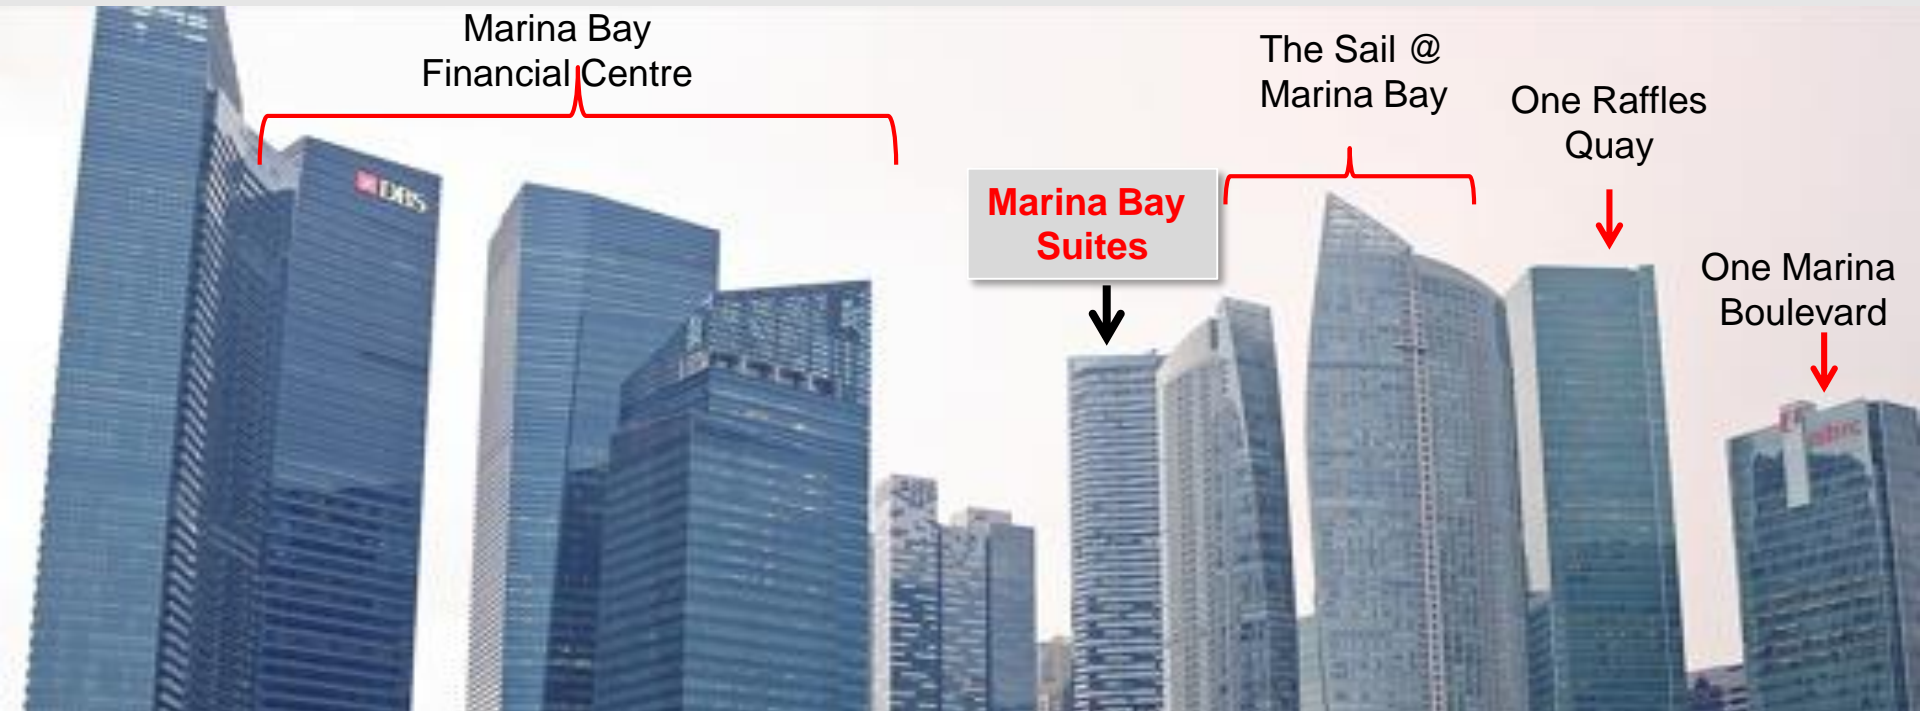 Marina Bay
Financial Centre
The Sail @
Marina Bay
One Raffles
Quay
Marina Bay
Suites
One Marina
Boulevard
DBS